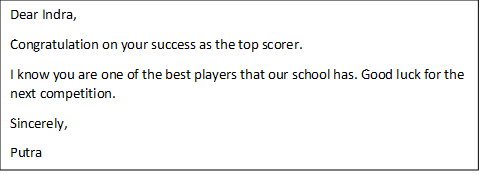 Dear Indra,
Congratulation on your success as the top scorer.
I know you are one of the best players that our school has. Good luck for the
next competition.
Sincerely,
Putra